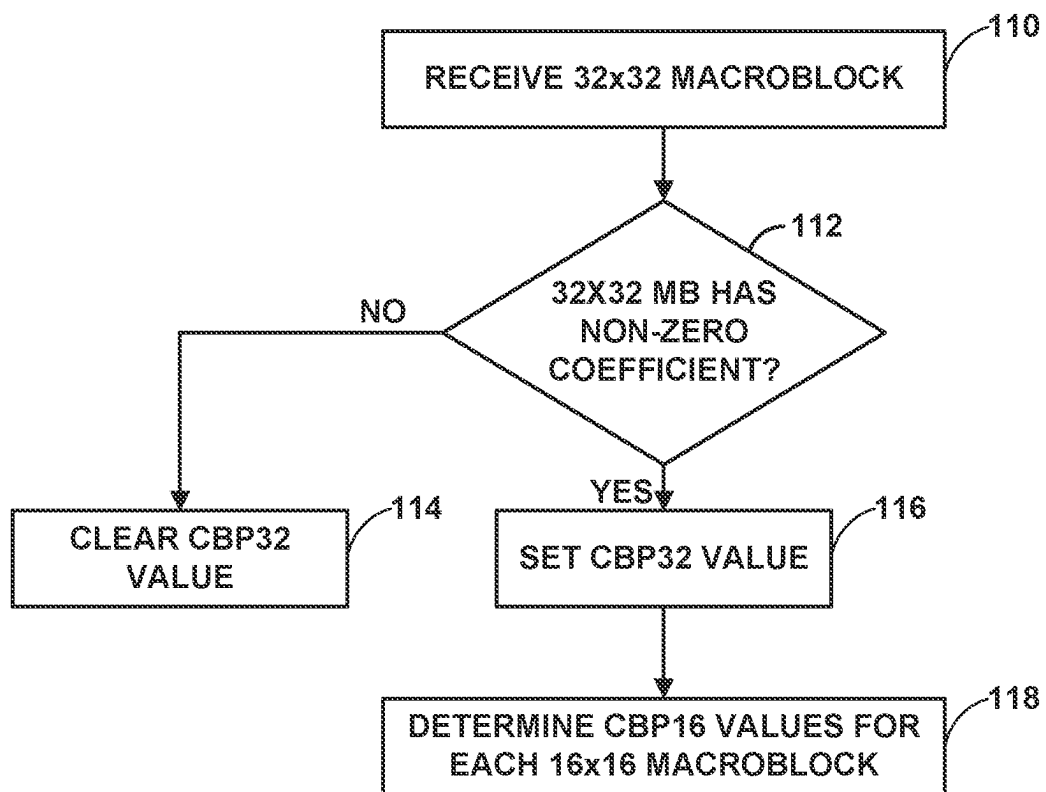 110
RECEIVE 32x32 MACROBLOCK
112
32X32 MB HAS
NON-ZERO
COEFFICIENT?
NO
YES
114
CLEAR CBP32
VALUE
116
SET CBP32 VALUE
118
DETERMINE CBP16 VALUES FOR
EACH 16x16 MACROBLOCK